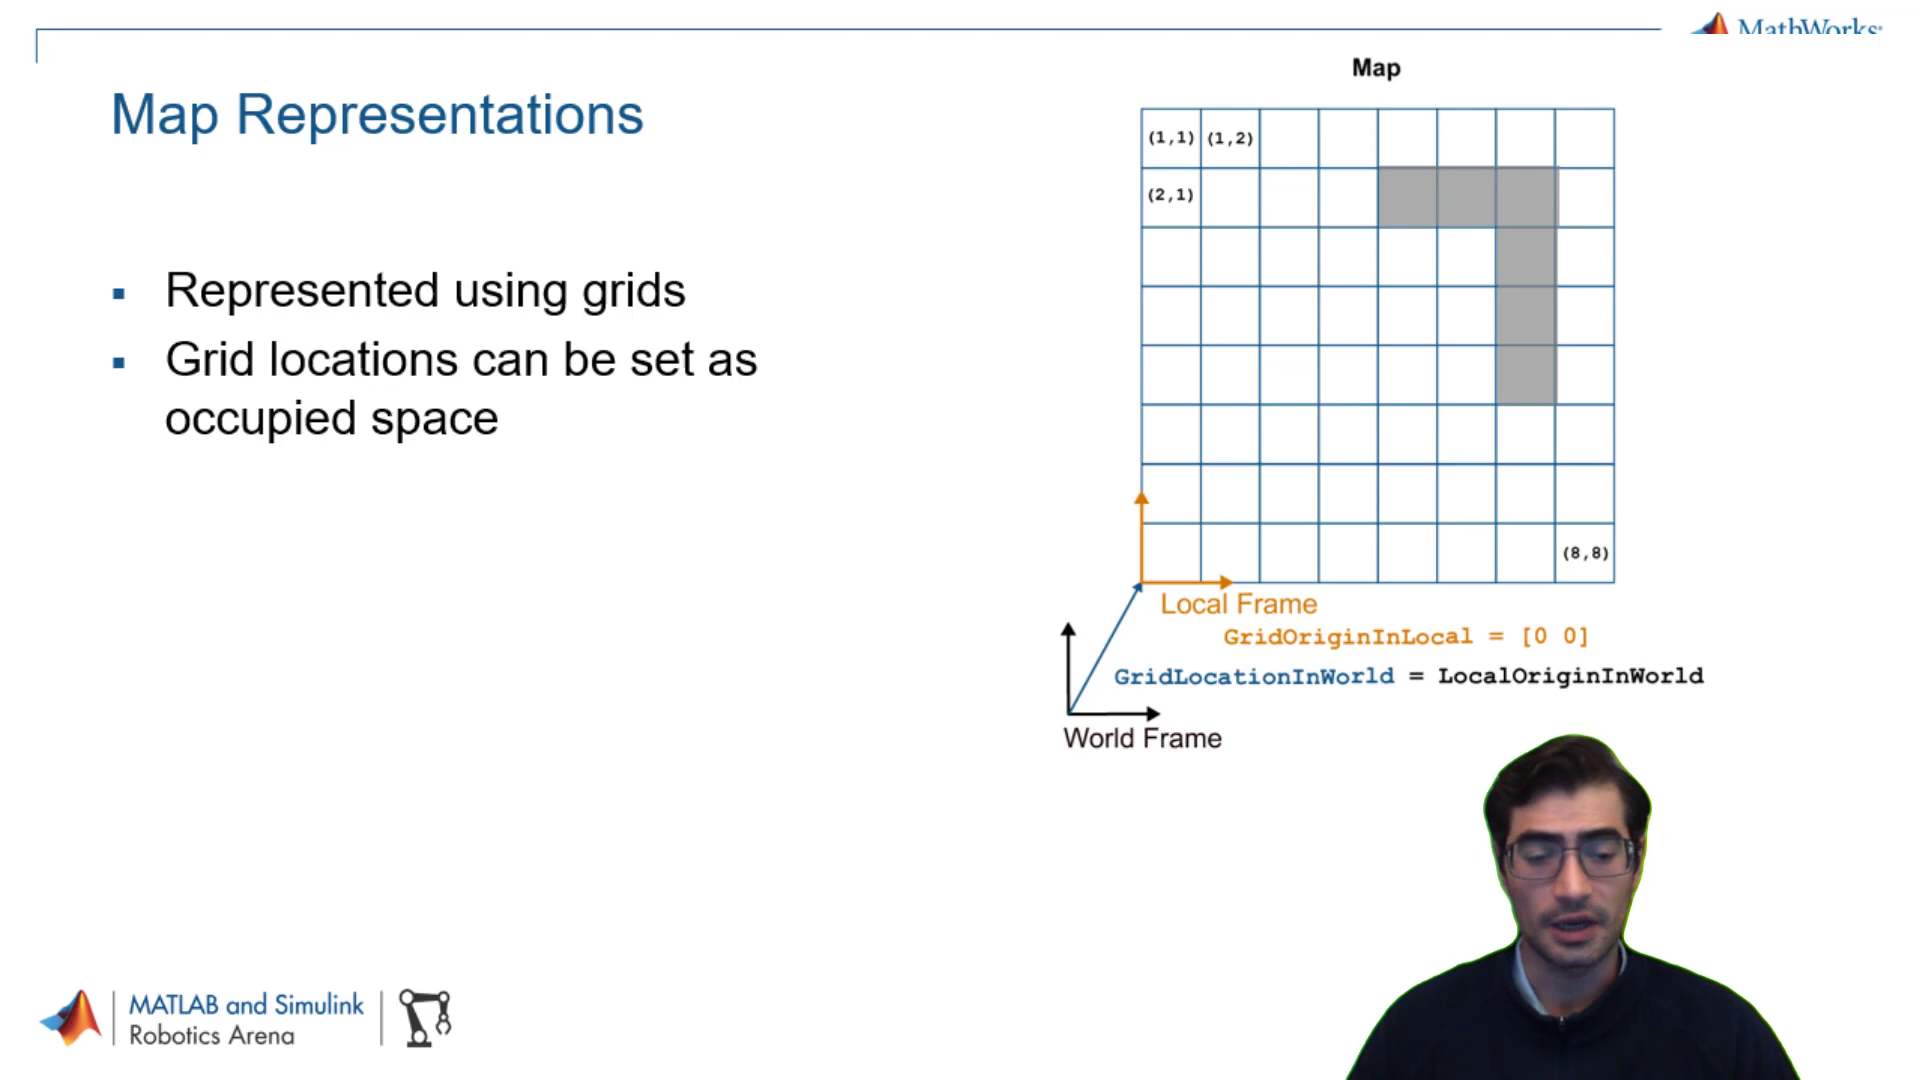 MathWorks
Map Representations
▪ Represented using grids
▪ Grid locations can be set as
occupied space
Map
(1,1) (1,2)
(2,1)
(8,8)
Local Frame
GridOriginInLocal = [0 0]
GridLocationInWorld = LocalOriginInWorld
World Frame
MATLAB and Simulink
Robotics Arena